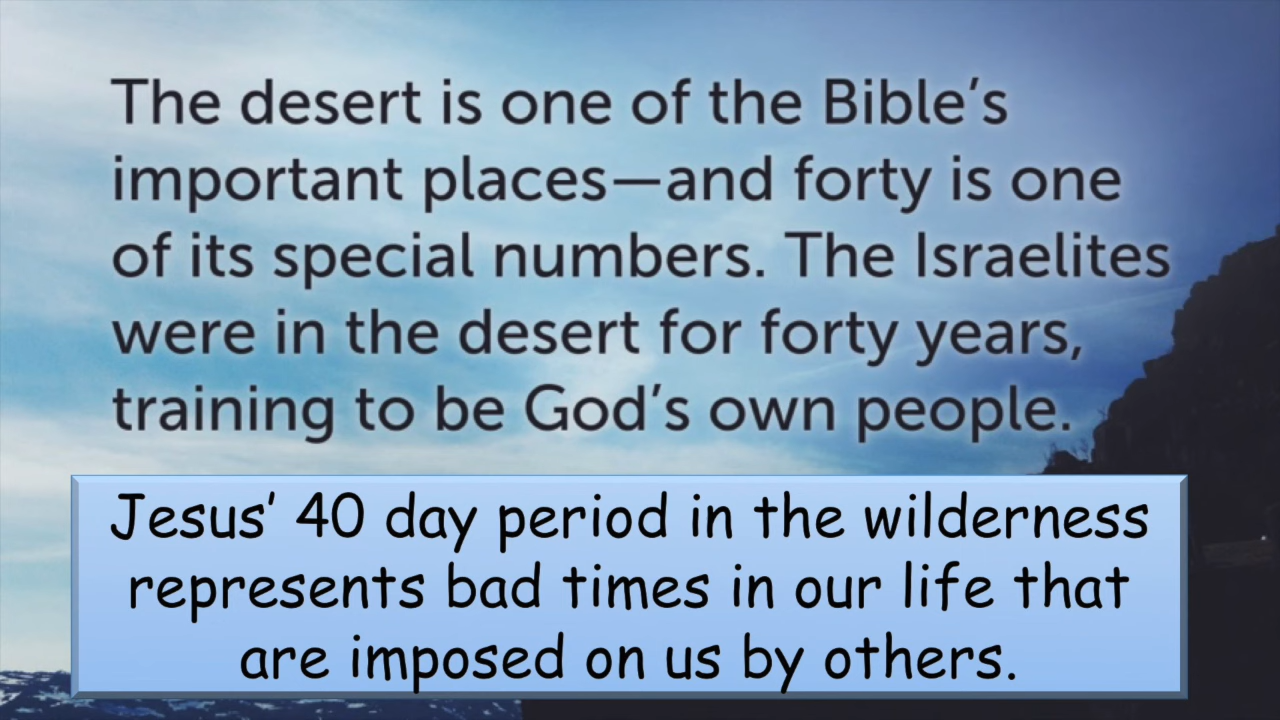 The desert is one of the Bible’s
important places—and forty is one
of its special numbers. The Israelites
were in the desert for forty years,
training to be God’s own people.
Jesus’ 40 day period in the wilderness
represents bad times in our life that
are imposed on us by others.